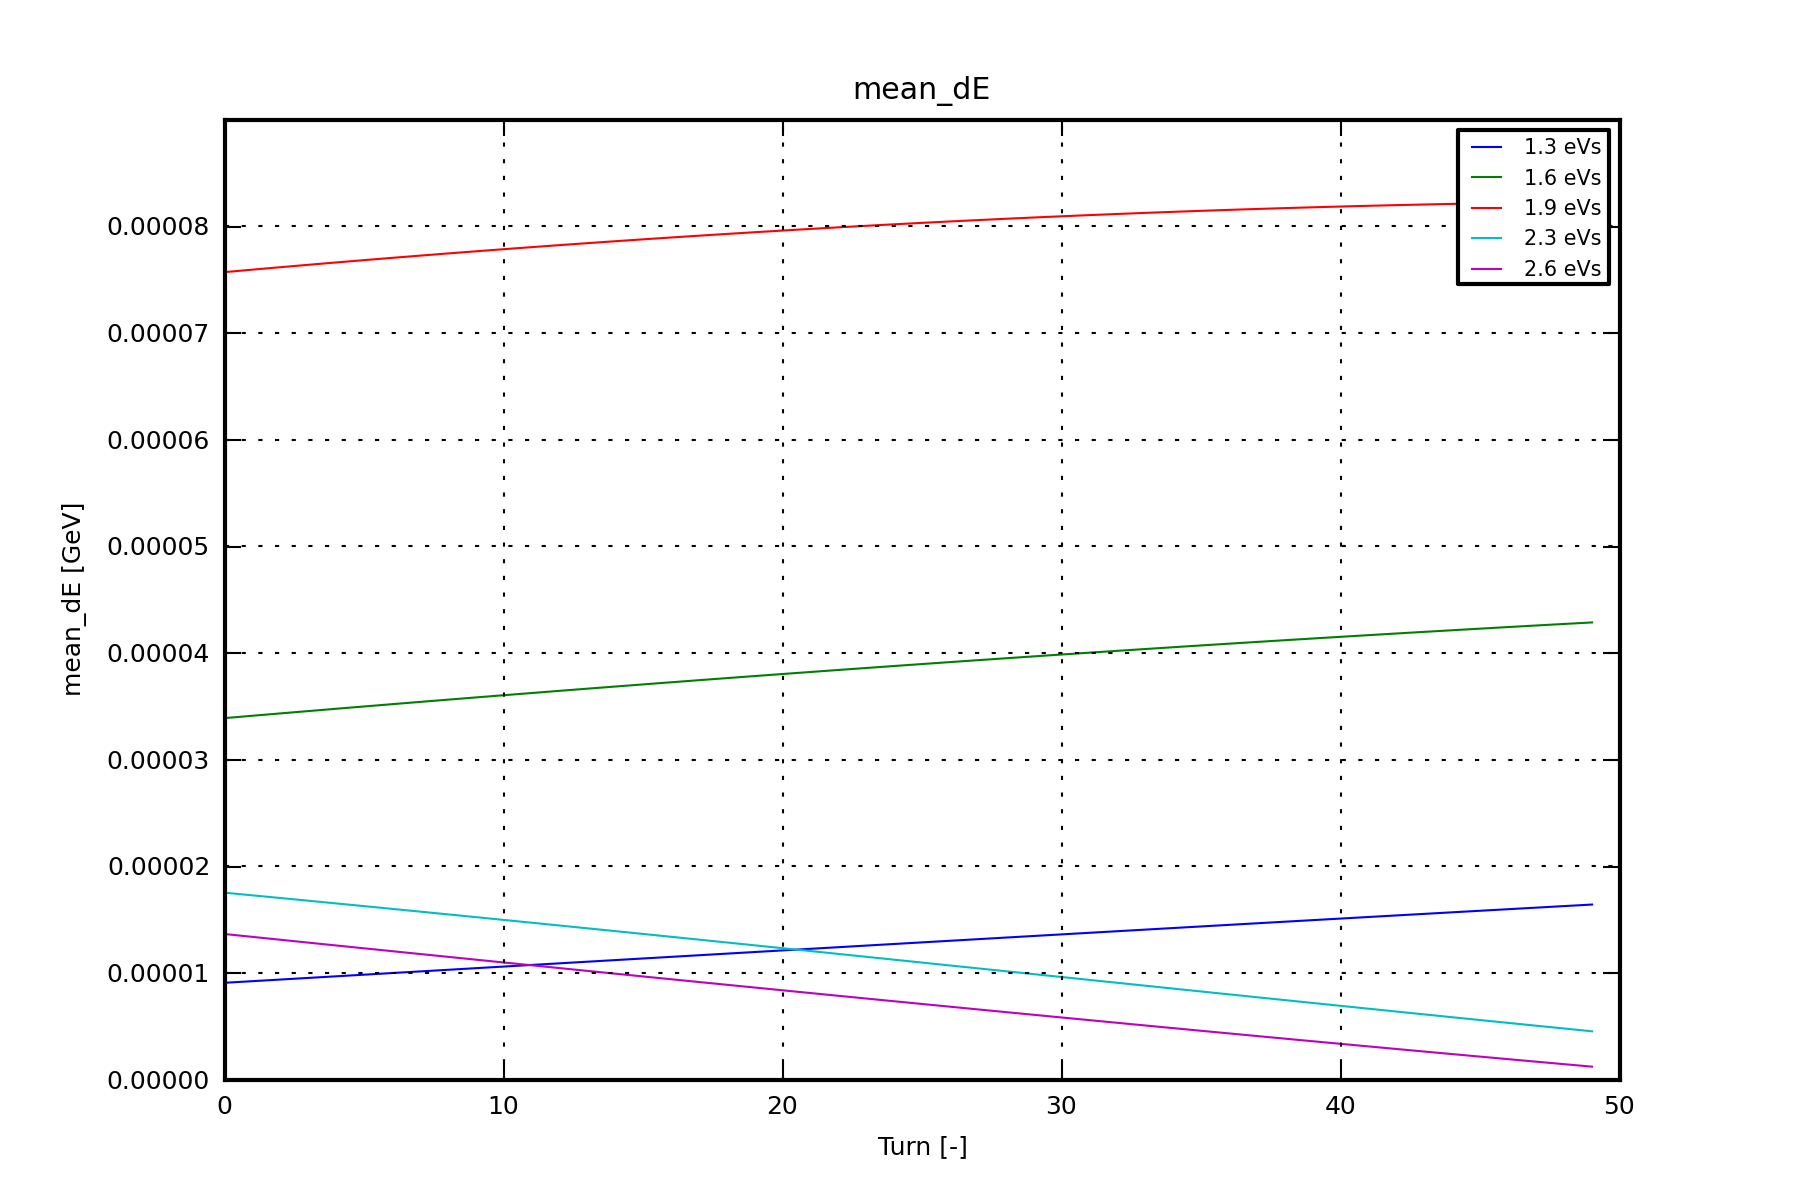 mean_dE
1.3 eVs
1.6 eVs
1.9 eVs
2.3 eVs
2.6 eVs
0.00008
0.00007
0.00006
0.00005
0.00004
0.00003
0.00002
0.00001
0.00000
mean_dE [GeV]
0 10 20 30 40 50
Turn [-]